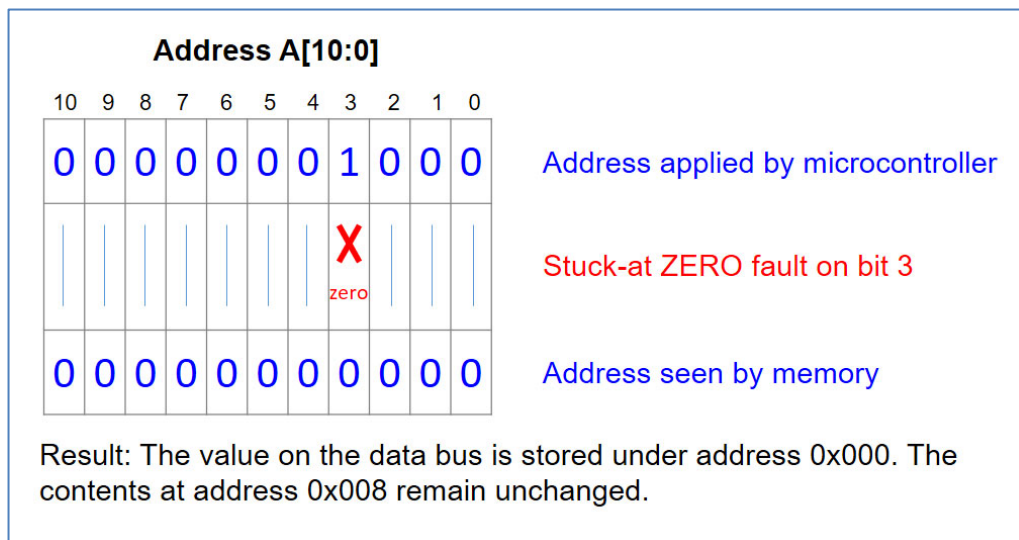 Address A[10:0]
10 9 8 7 6 5 4 3 2 1 0
0 0 0 0 0 0 0 1 0 0 0 Address applied by microcontroller
X
Stuck-at ZERO fault on bit 3
zero
0 0 0 0 0 0 0 0 0 0 0 Address seen by memory
Result: The value on the data bus is stored under address 0x000. The
contents at address 0x008 remain unchanged.